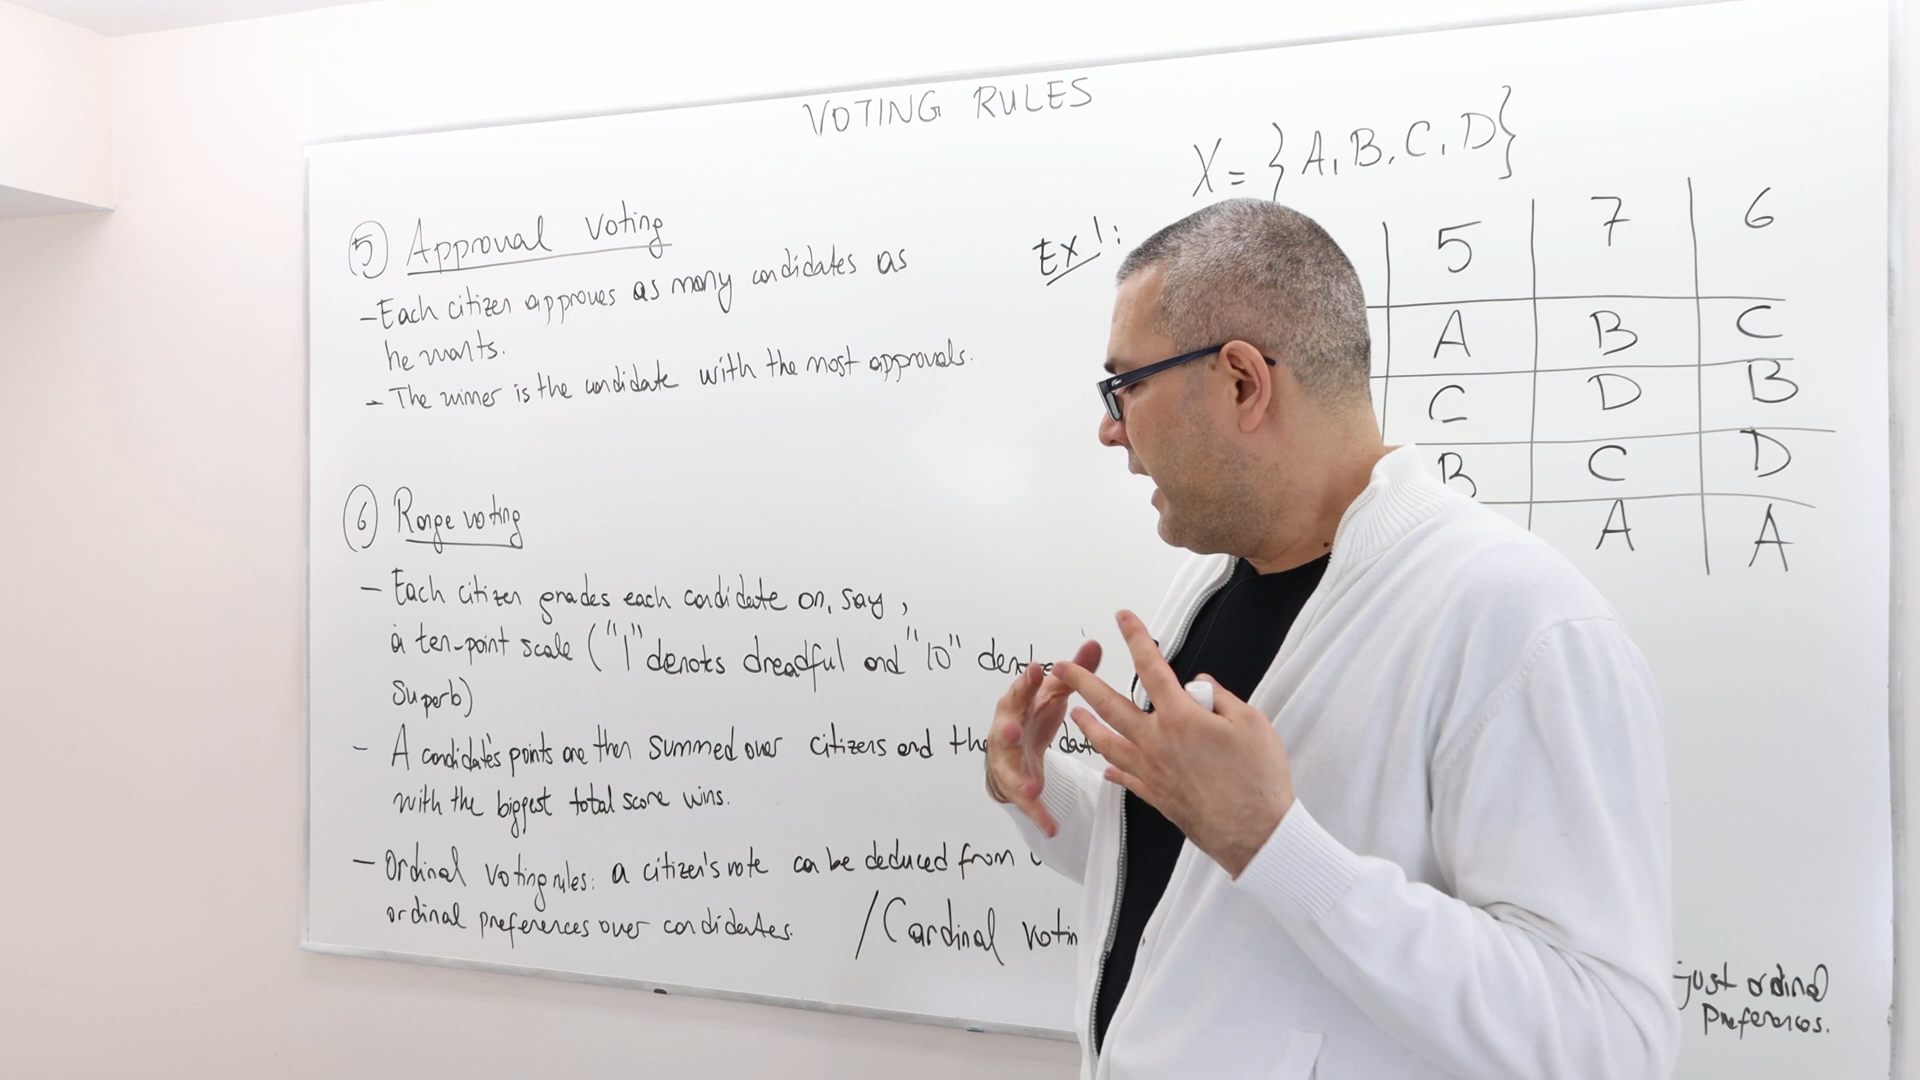 VOTING RULES
X = { A, B, C, D }
⑤ Approval Voting
- Each citizen approves as many candidates as
he wants.
- The winner is the candidate with the most approvals.
Ex 1:
5 | 7 | 6
A | B | C
C | D | B
B | C | D
A | A
⑥ Range voting
- Each citizen grades each candidate on, say,
a ten-point scale ("1" denotes dreadful and "10" denotes
superb)
- A candidate's points are then summed over citizens and the
with the biggest total score wins.
- Ordinal Voting rules: a citizen's vote can be deduced from
ordinal preferences over candidates. / Cardinal votin
just ordinal
preferences.